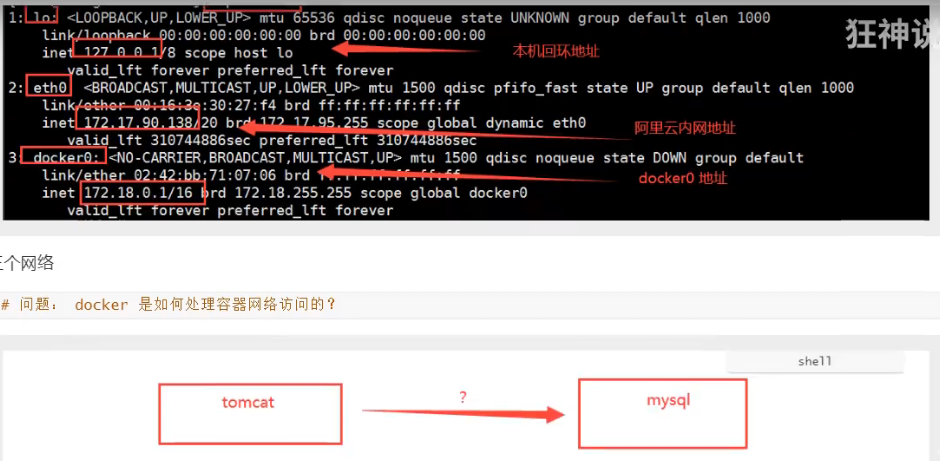 1: lo: <LOOPBACK,UP,LOWER_UP> mtu 65536 qdisc noqueue state UNKNOWN group default qlen 1000
link/loopback 00:00:00:00:00:00 brd 00:00:00:00:00:00
狂神说
inet 127.0.0.1/8 scope host lo
本机回环地址
valid_lft forever preferred_lft forever
2: eth0 <BROADCAST,MULTICAST,UP,LOWER_UP> mtu 1500 qdisc pfifo_fast state UP group default qlen 1000
link/ether 00:16:3e:30:27:f4 brd ff:ff:ff:ff:ff:ff
inet 172.17.90.138/20 brd 172.17.95.255 scope global dynamic eth0
阿里云内网地址
valid_lft 310744886sec preferred_lft 310744886sec
3: docker0: <NO-CARRIER,BROADCAST,MULTICAST,UP> mtu 1500 qdisc noqueue state DOWN group default
link/ether 02:42:bb:71:07:06 brd ff:ff:ff:ff:ff:ff
docker0 地址
inet 172.18.0.1/16 brd 172.18.255.255 scope global docker0
valid_lft forever preferred_lft forever
三个网络
# 问题： docker 是如何处理容器网络访问的？
shell
tomcat
?
mysql